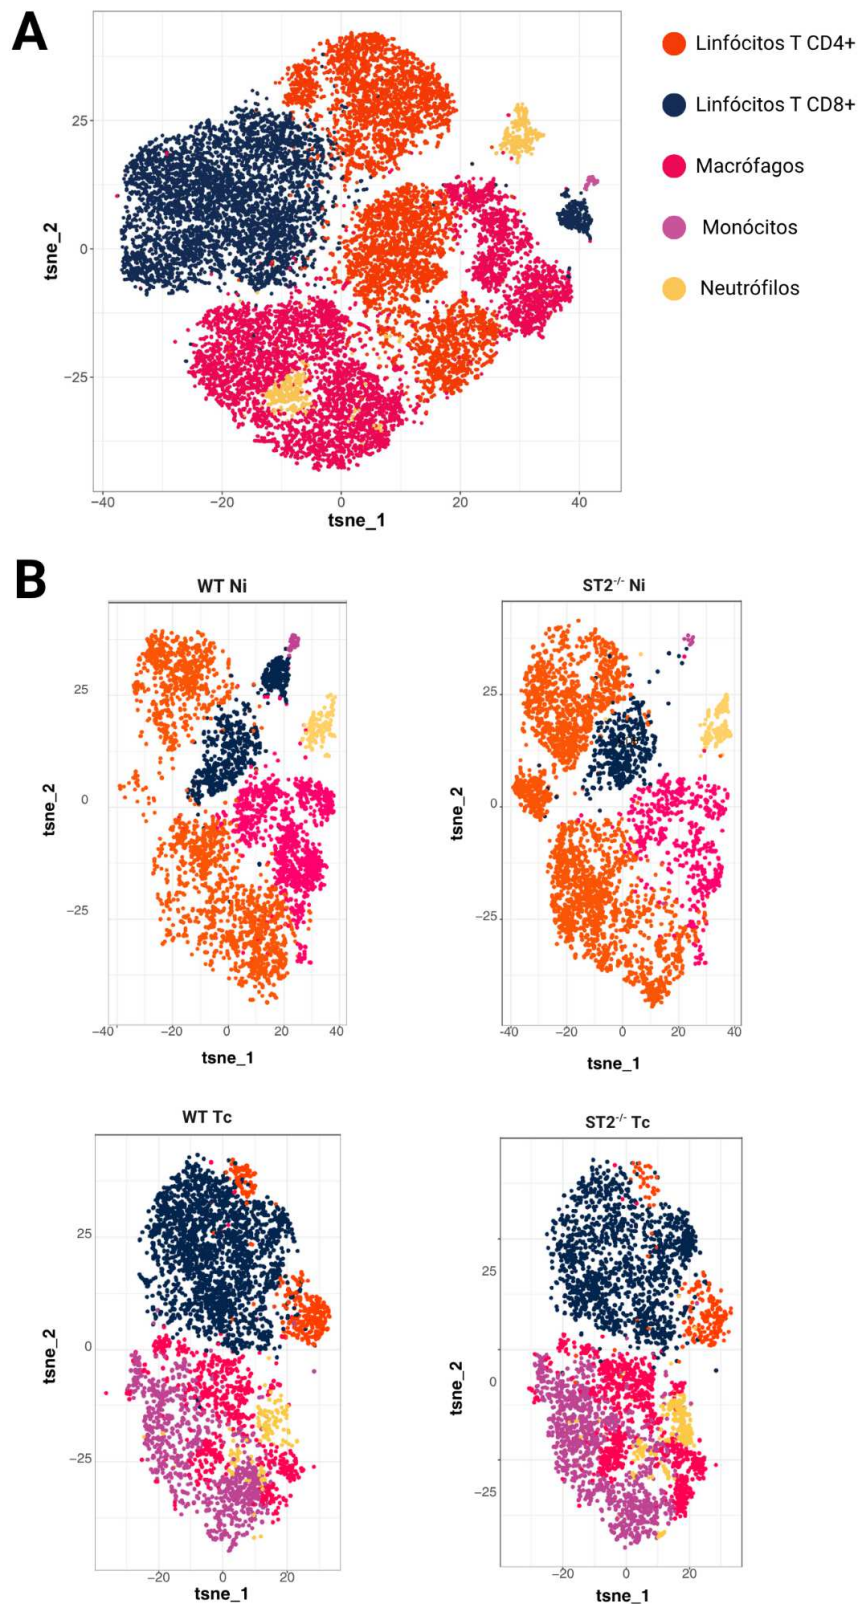 A
Linfócitos T CD4+
Linfócitos T CD8+
Macrófagos
Monócitos
Neutrófilos
25
0
−25
tsne_2
−40 −20 0 20 40
tsne_1
B
WT Ni
25
0
−25
tsne_2
−40 −20 0 20 40
tsne_1
ST2-/- Ni
25
0
−25
tsne_2
-40 −20 0 20 40
tsne_1
WT Tc
25
0
−25
tsne_2
−20 0 20
tsne_1
ST2-/- Tc
25
0
−25
tsne_2
−20 0 20
tsne_1